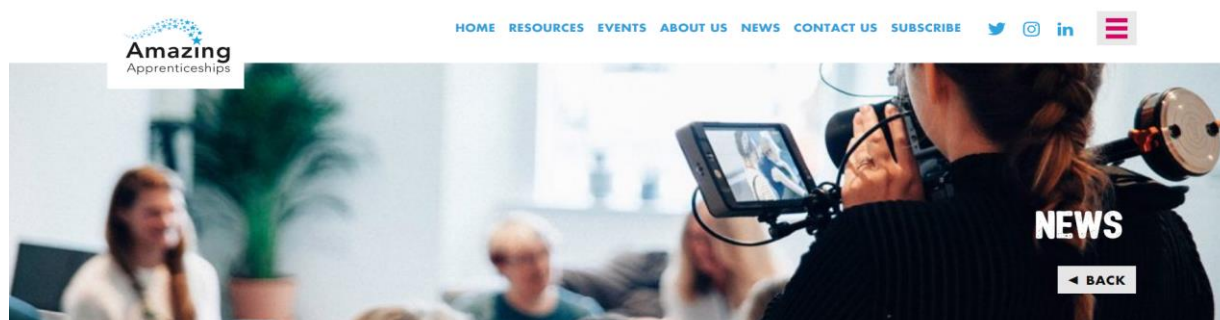 HOME RESOURCES EVENTS ABOUT US NEWS CONTACT US SUBSCRIBE
Amazing
Apprenticeships
NEWS
◄ BACK